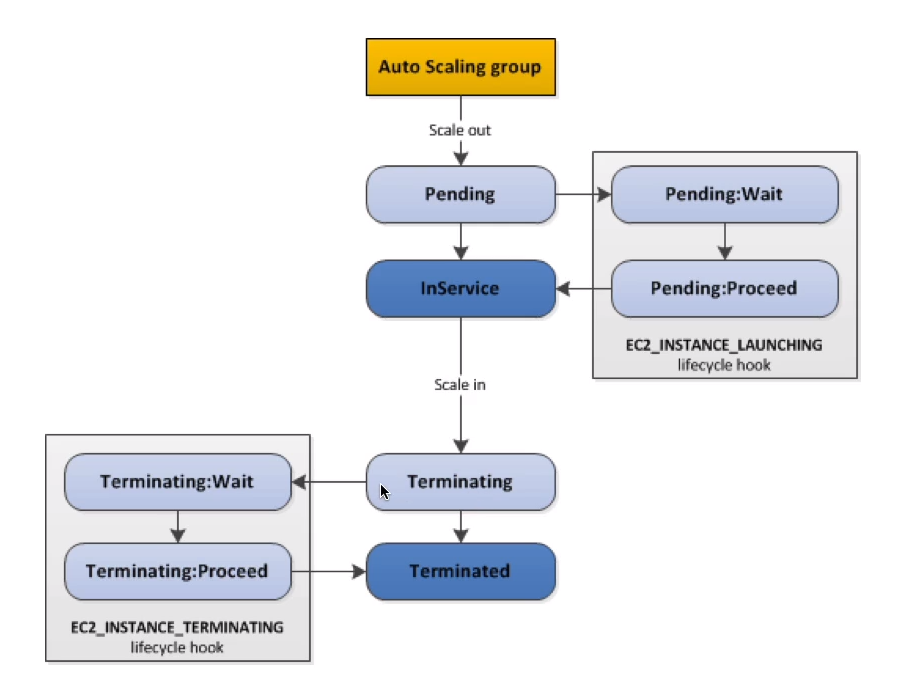 Auto Scaling group
Scale out
Pending
Pending:Wait
InService
Pending:Proceed
EC2_INSTANCE_LAUNCHING
lifecycle hook
Scale in
Terminating:Wait
Terminating
Terminating:Proceed
Terminated
EC2_INSTANCE_TERMINATING
lifecycle hook